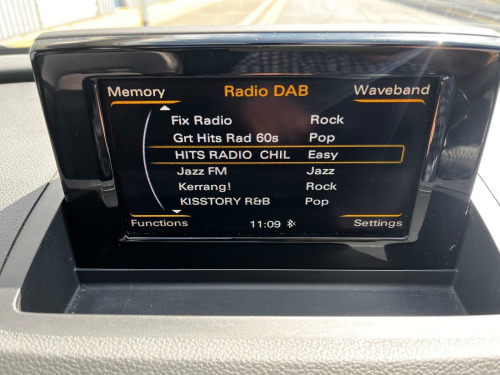 Memory Radio DAB Waveband
Fix Radio Rock
Grt Hits Rad 60s Pop
HITS RADIO CHIL Easy
Jazz FM Jazz
Kerrang! Rock
KISSTORY R&B Pop
Functions 11:09 Settings